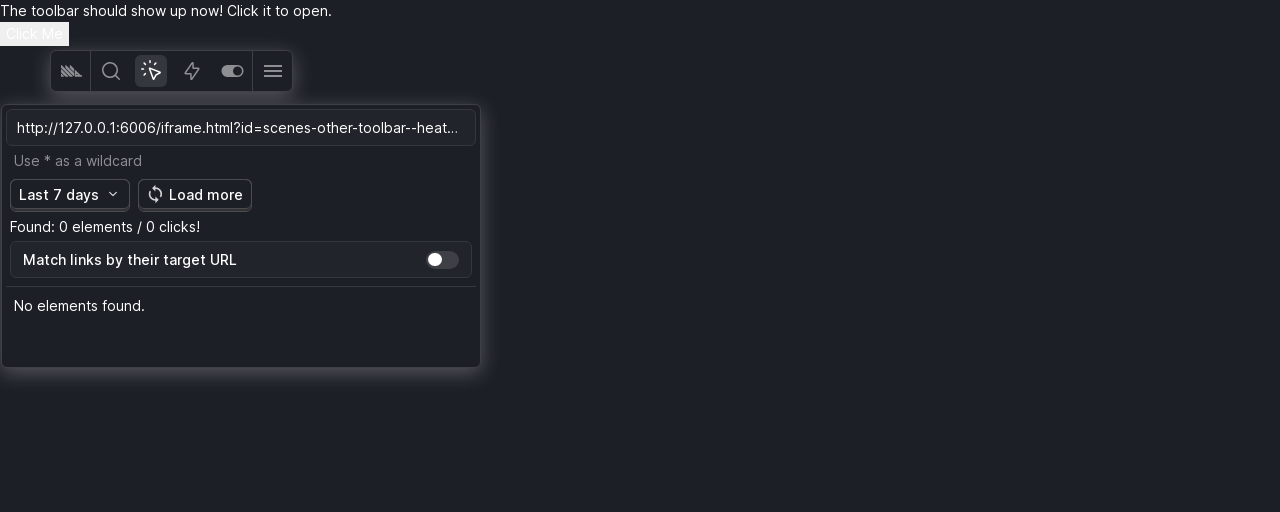 The toolbar should show up now! Click it to open.
Click Me
http://127.0.0.1:6006/iframe.html?id=scenes-other-toolbar--heat...
Use * as a wildcard
Last 7 days
Load more
Found: 0 elements / 0 clicks!
Match links by their target URL
No elements found.